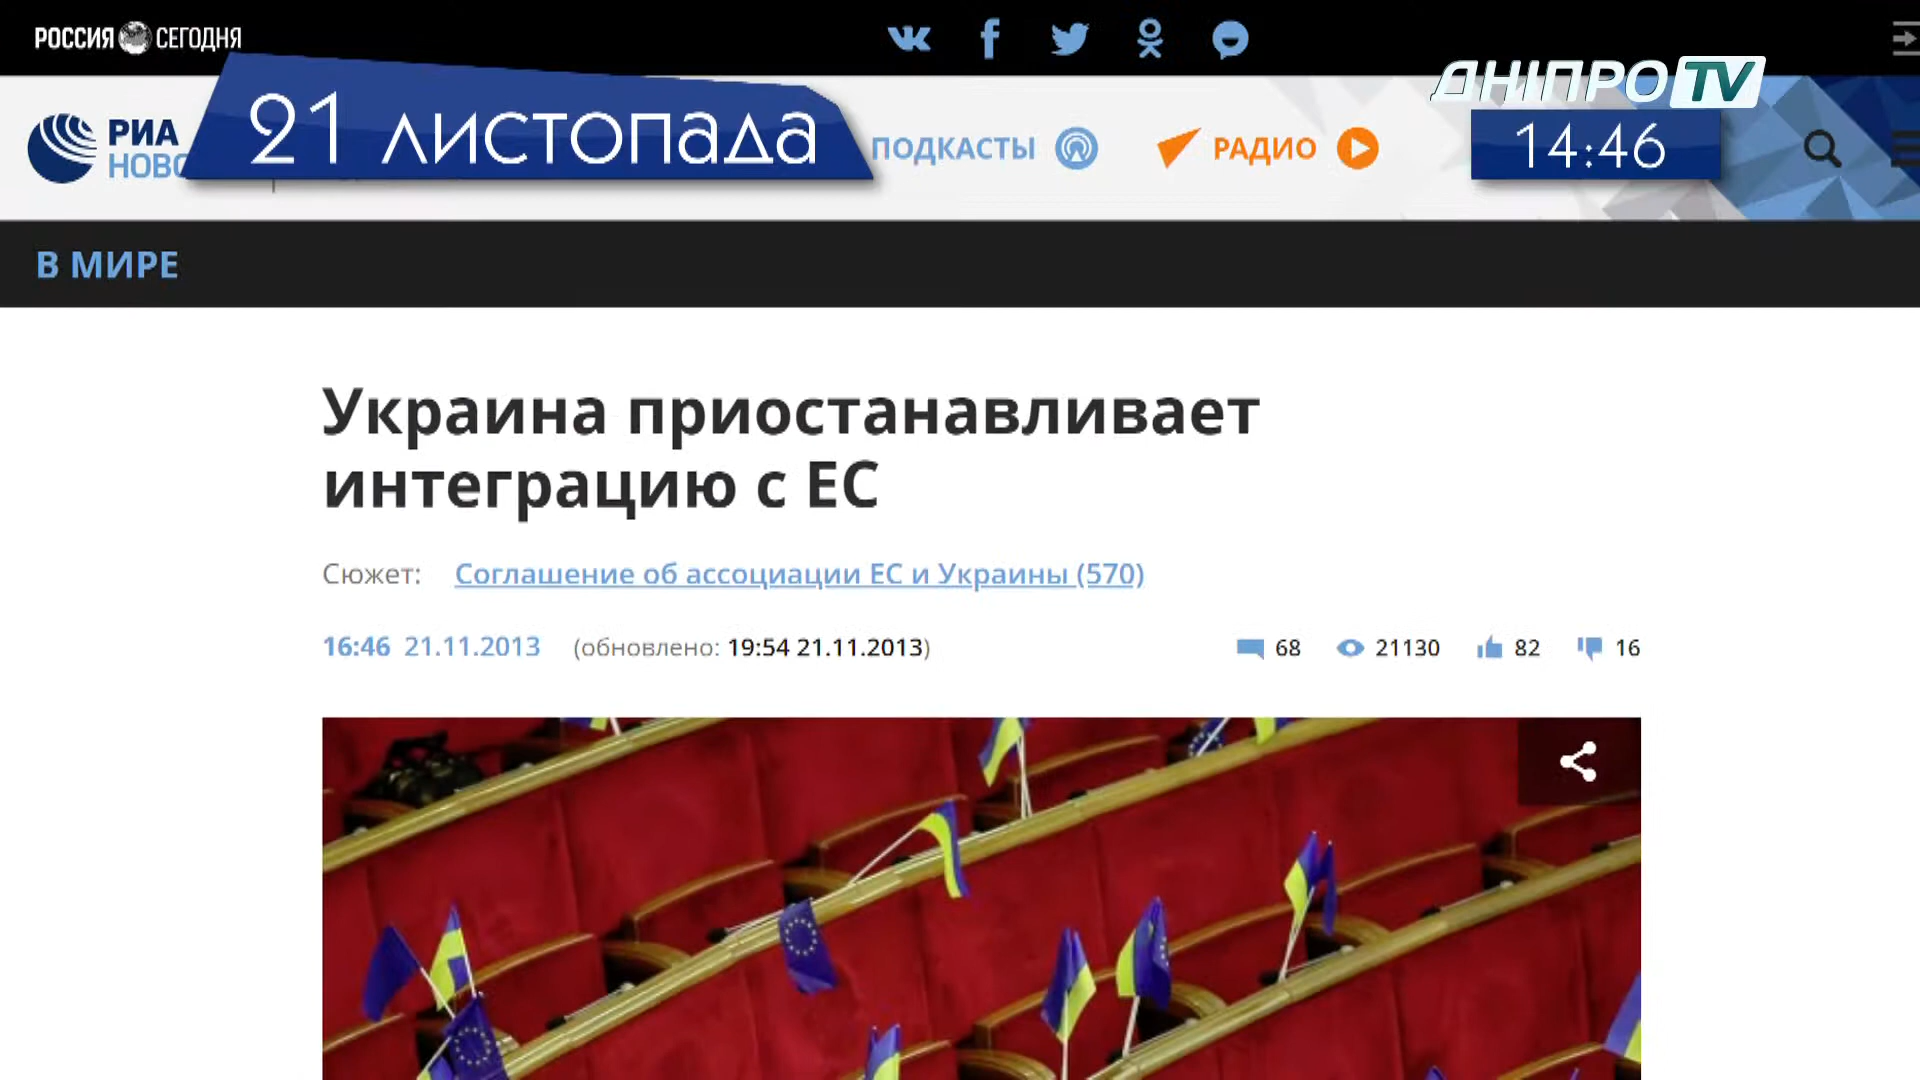 РОССИЯ СЕГОДНЯ
ДНІПРО TV
21 листопада
14:46
РИА
НОВО
ПОДКАСТЫ
РАДИО
В МИРЕ
Украина приостанавливает
интеграцию с ЕС
Сюжет: Соглашение об ассоциации ЕС и Украины (570)
16:46 21.11.2013 (обновлено: 19:54 21.11.2013) 68 21130 82 16